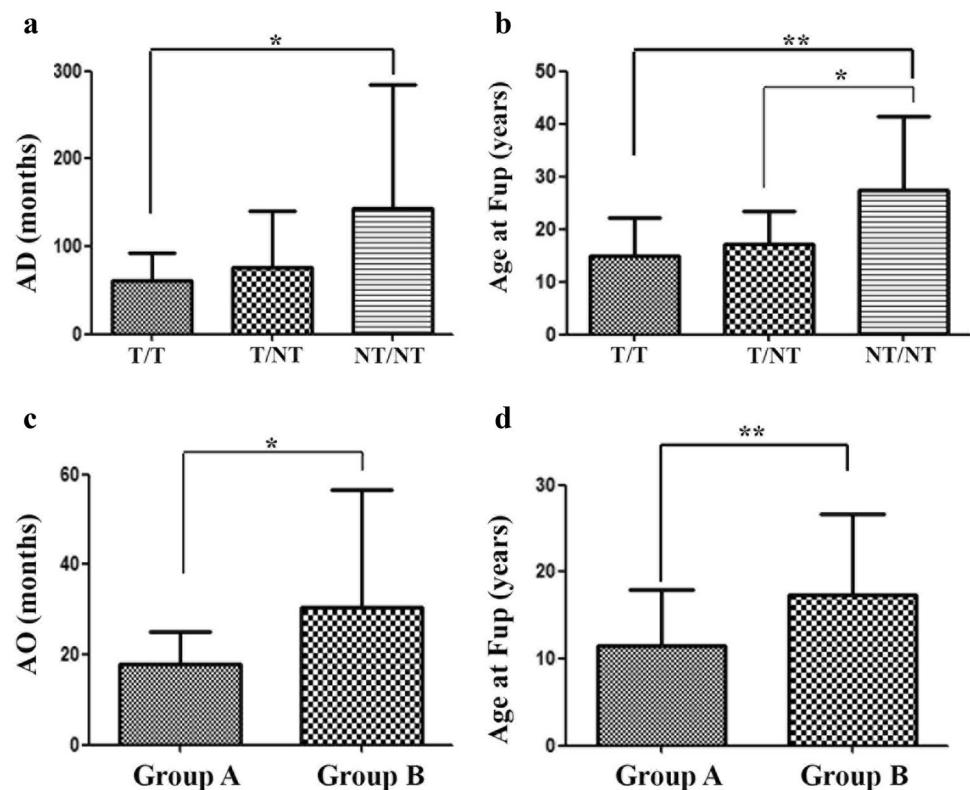 a
*
300
200
100
0
AD (months)
T/T T/NT NT/NT
b
**
*
50
40
30
20
10
0
Age at Fup (years)
T/T T/NT NT/NT
c
*
60
40
20
0
AO (months)
Group A Group B
d
**
30
20
10
0
Age at Fup (years)
Group A Group B